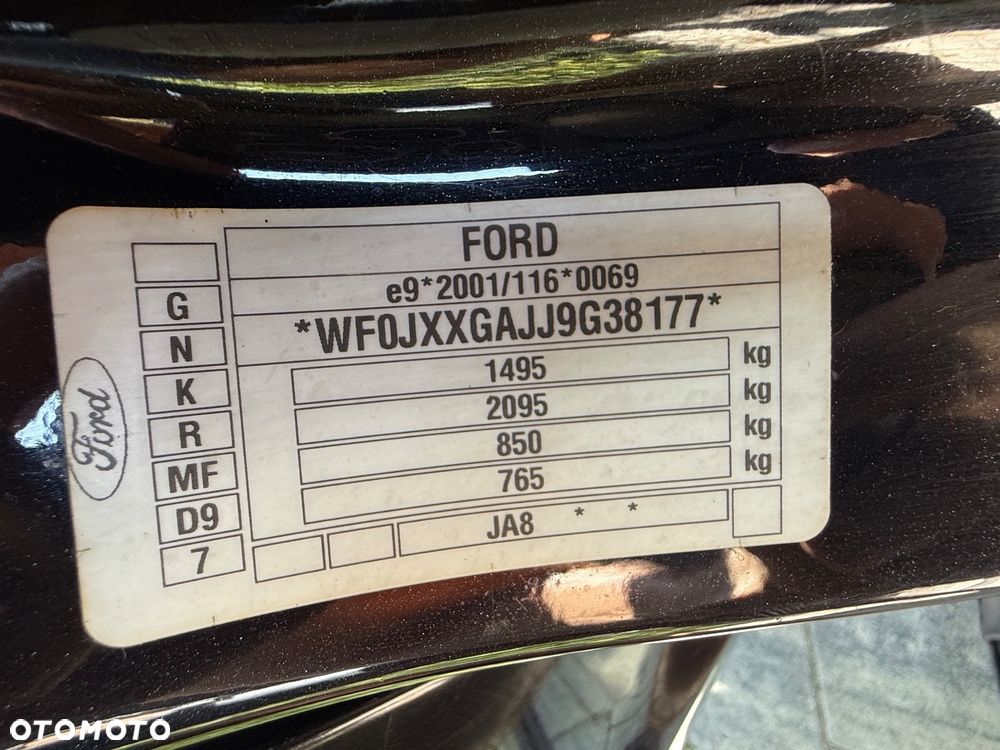 FORD
e9*2001/116*0069
*WF0JXXGAJJ9G38177*
1495 kg
2095 kg
850 kg
765 kg
JA8 * *
G
N
K
R
MF
D9
7
Ford
OTOMOTO